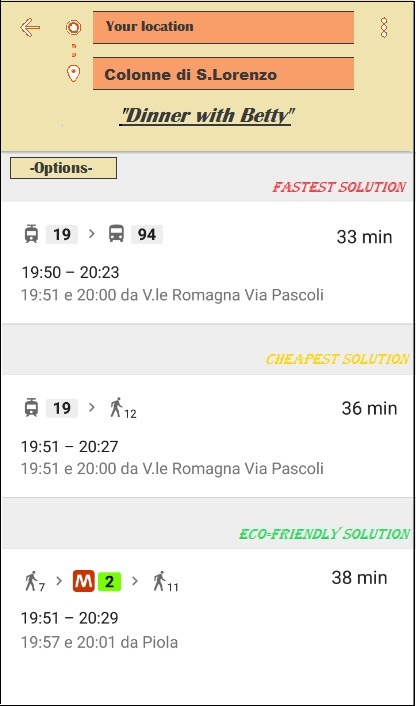 Your location
Colonne di S.Lorenzo
"Dinner with Betty"
-Options-
FASTEST SOLUTION
19 > 94 33 min
19:50 – 20:23
19:51 e 20:00 da V.le Romagna Via Pascoli
CHEAPEST SOLUTION
19 > 12 36 min
19:51 – 20:27
19:51 e 20:00 da V.le Romagna Via Pascoli
ECO-FRIENDLY SOLUTION
7 > M 2 > 11 38 min
19:51 – 20:29
19:57 e 20:01 da Piola